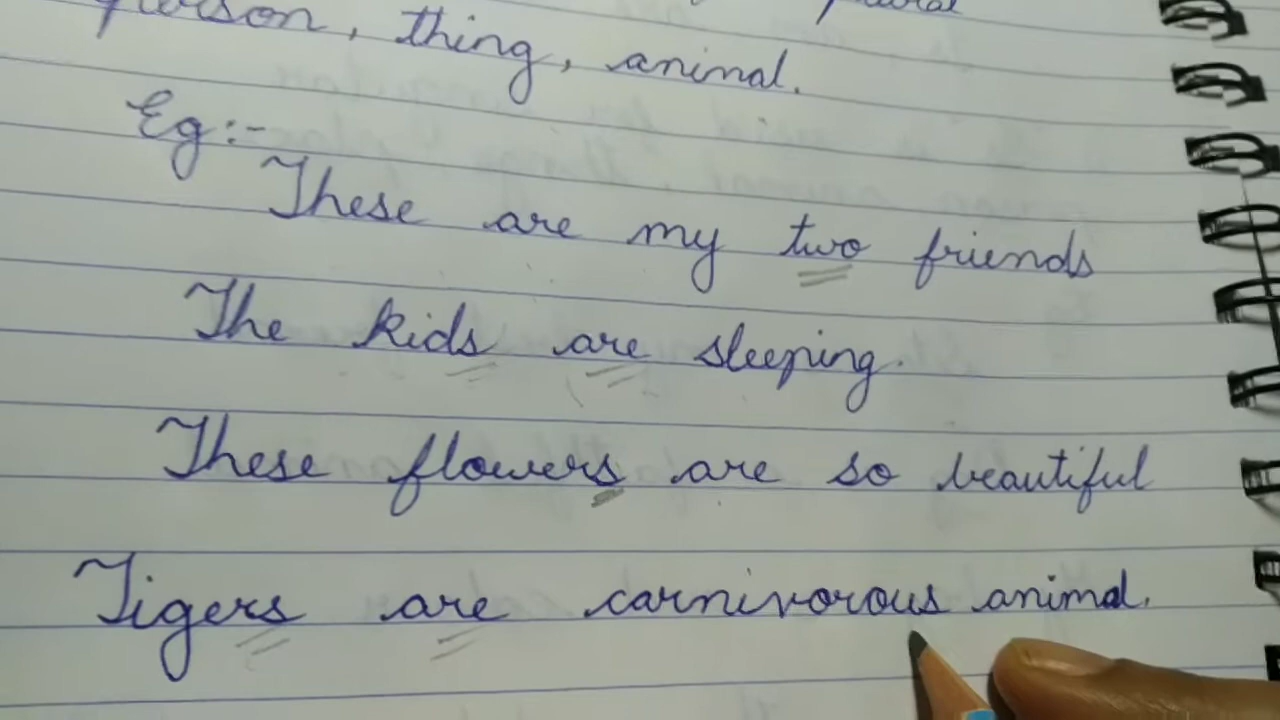 person, thing, animal.
Eg:-
These are my two friends
The kids are sleeping.
These flowers are so beautiful
Tigers are carnivorous animal.